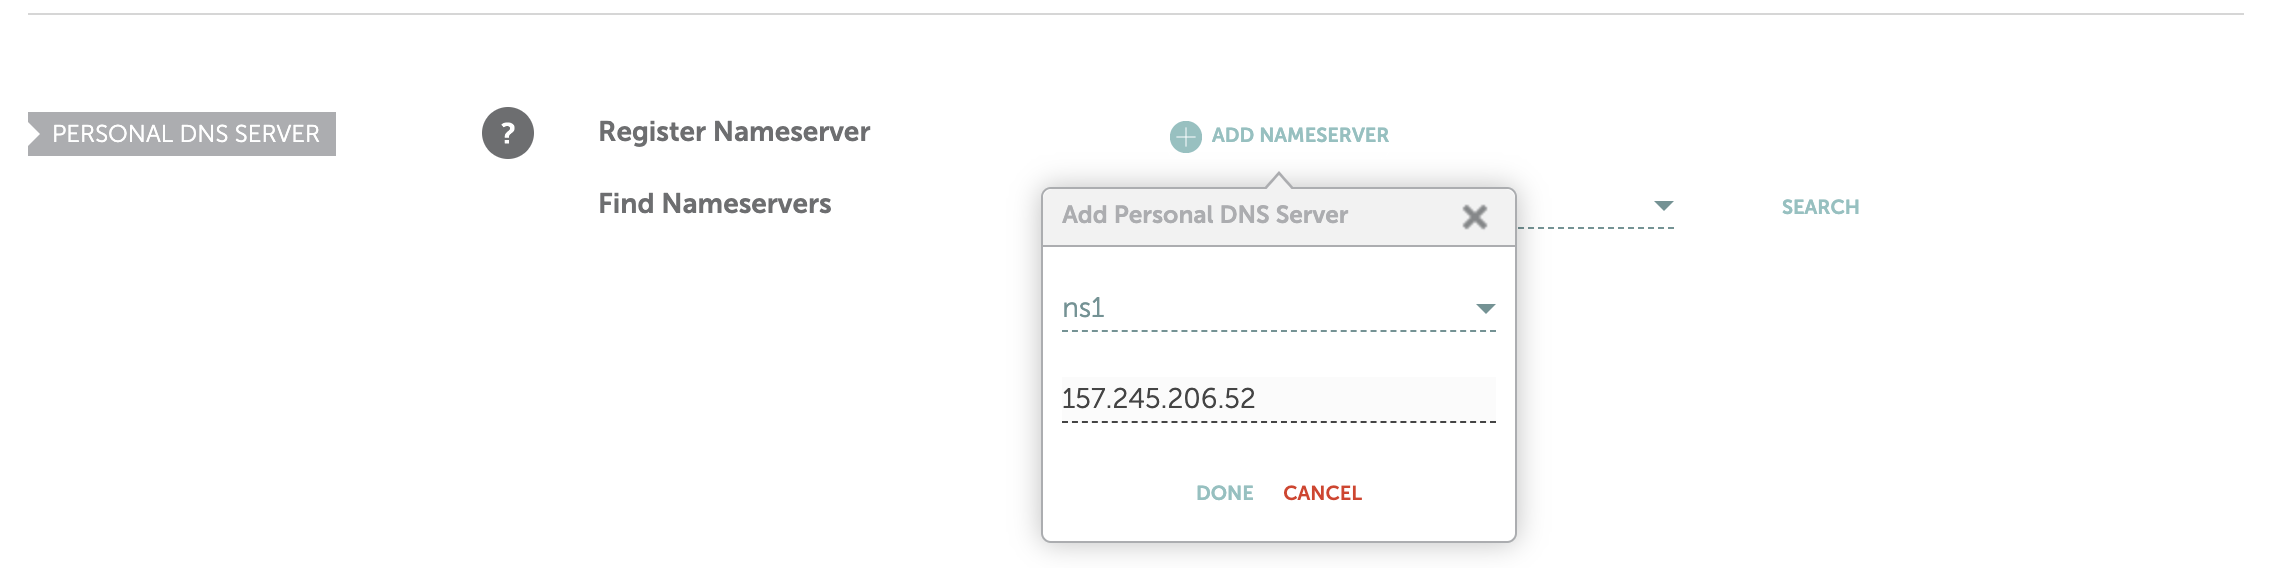 PERSONAL DNS SERVER
?
Register Nameserver
ADD NAMESERVER
Find Nameservers
SEARCH
Add Personal DNS Server
ns1
157.245.206.52
DONE CANCEL